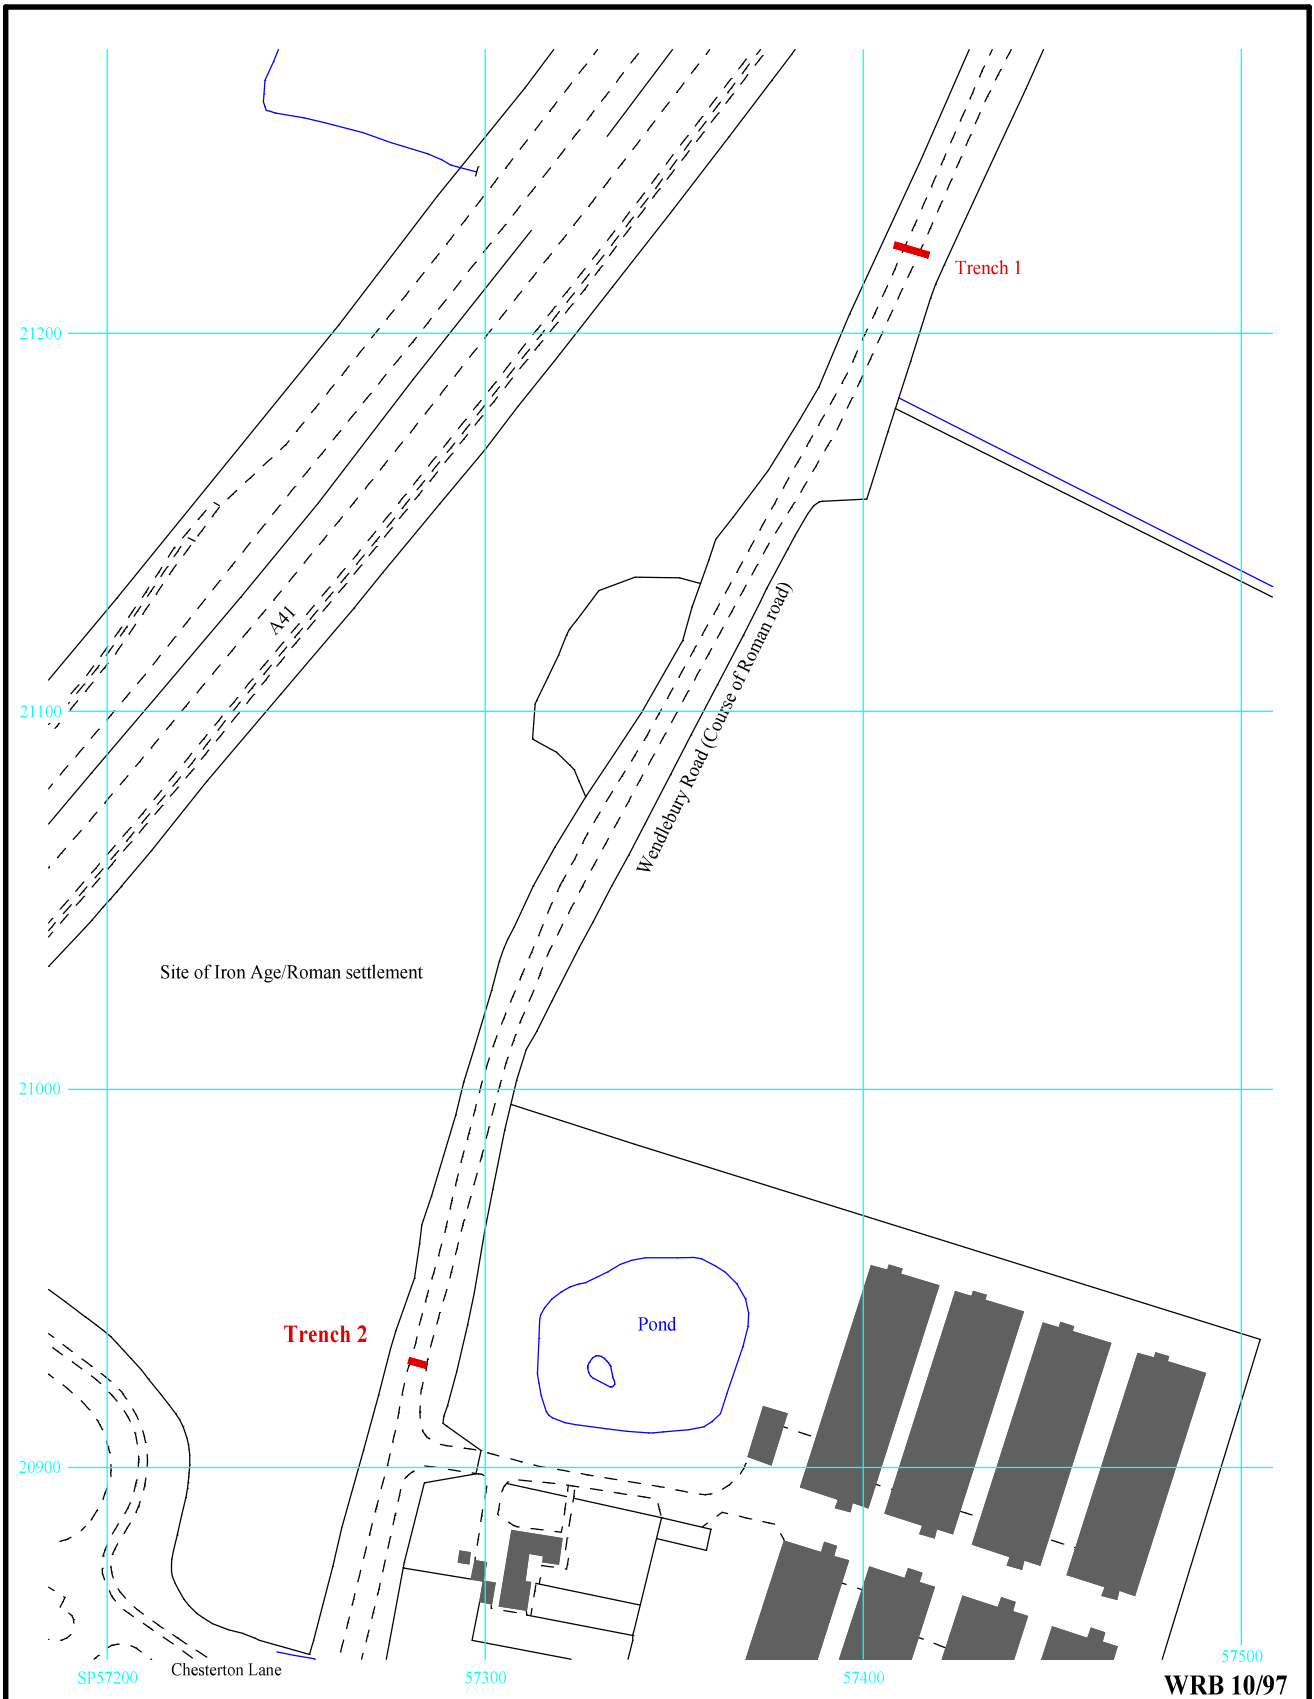 Trench 1
21200
A41
Wendlebury Road (Course of Roman road)
21100
Site of Iron Age/Roman settlement
21000
Pond
Trench 2
20900
Chesterton Lane
SP57200
57300
57400
57500
WRB 10/97